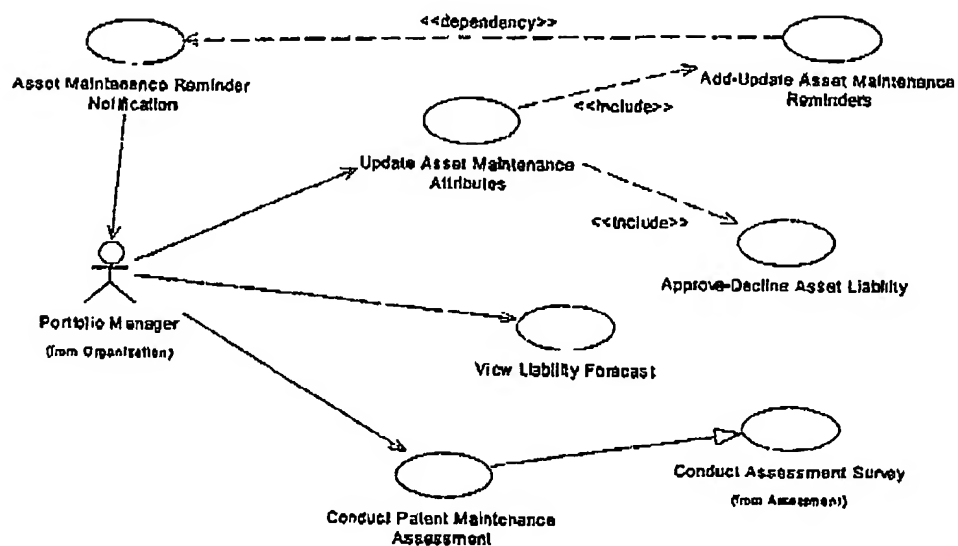 <<dependency>>
Asset Maintenance Reminder
Notification
Add-Update Asset Maintenance
Reminders
<<include>>
Update Asset Maintenance
Attributes
<<include>>
Approve-Decline Asset Liability
Portfolio Manager
(from Organization)
View Liability Forecast
Conduct Assessment Survey
(from Assessment)
Conduct Patent Maintenance
Assessment